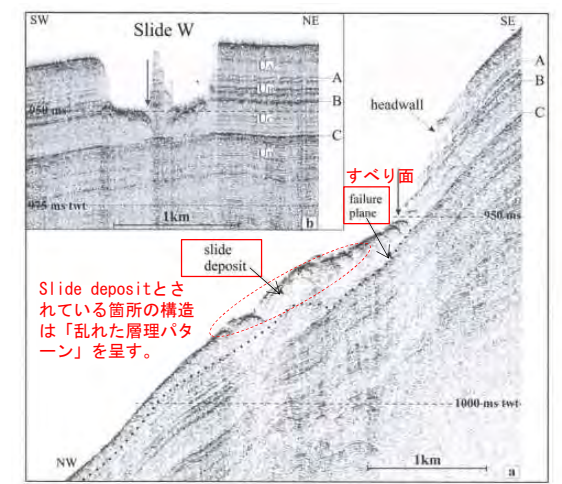 SW
NE
Slide W
A
B
C
950 ms
975 ms twt
1km
b
SE
A
B
C
headwall
すべり面
failure
plane
950 ms
slide
deposit
Slide depositとさ
れている箇所の構造
は「乱れた層理パタ
ーン」を呈す。
1000 ms twt
NW
1km
a